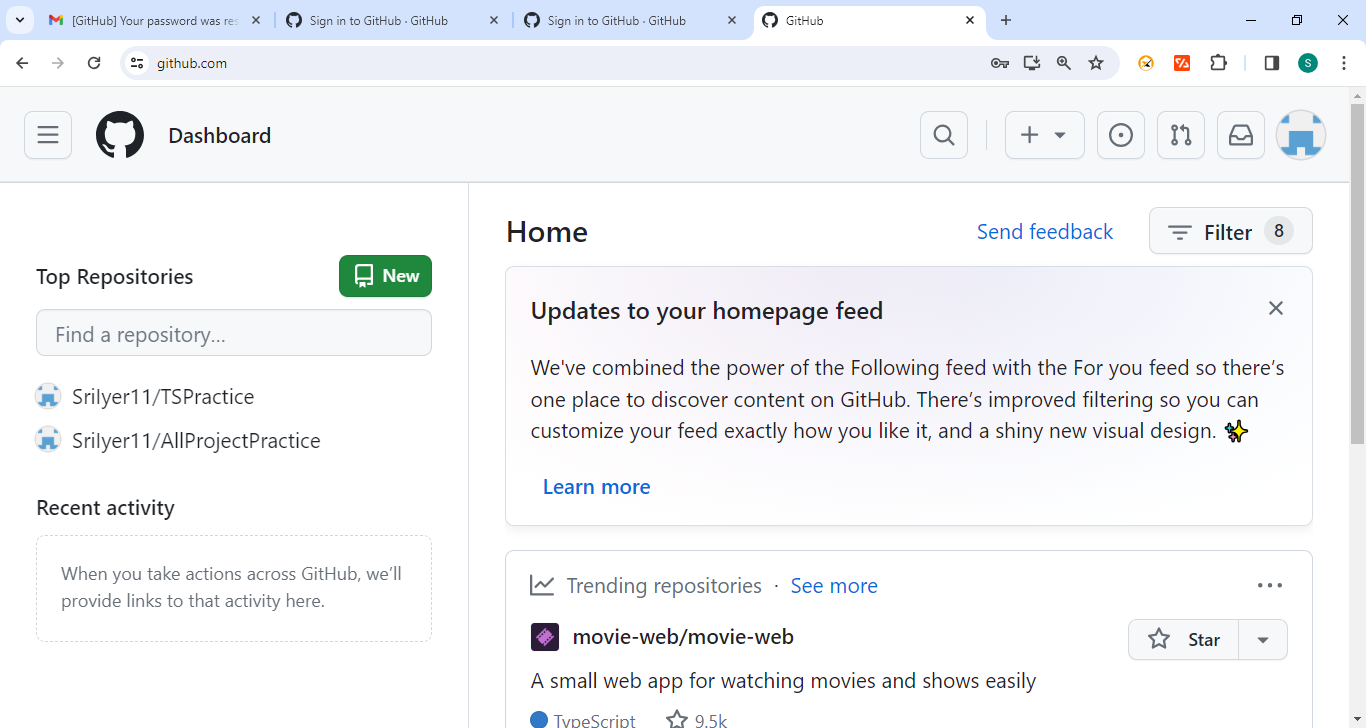 [GitHub] Your password was res
Sign in to GitHub · GitHub
Sign in to GitHub · GitHub
GitHub
github.com
S
Dashboard
Top Repositories
New
Find a repository...
SriIyer11/TSPractice
SriIyer11/AllProjectPractice
Recent activity
When you take actions across GitHub, we’ll
provide links to that activity here.
Home
Send feedback
Filter 8
Updates to your homepage feed
We've combined the power of the Following feed with the For you feed so there’s
one place to discover content on GitHub. There’s improved filtering so you can
customize your feed exactly how you like it, and a shiny new visual design. ✨
Learn more
Trending repositories · See more
movie-web/movie-web
Star
A small web app for watching movies and shows easily
TypeScript 9.5k